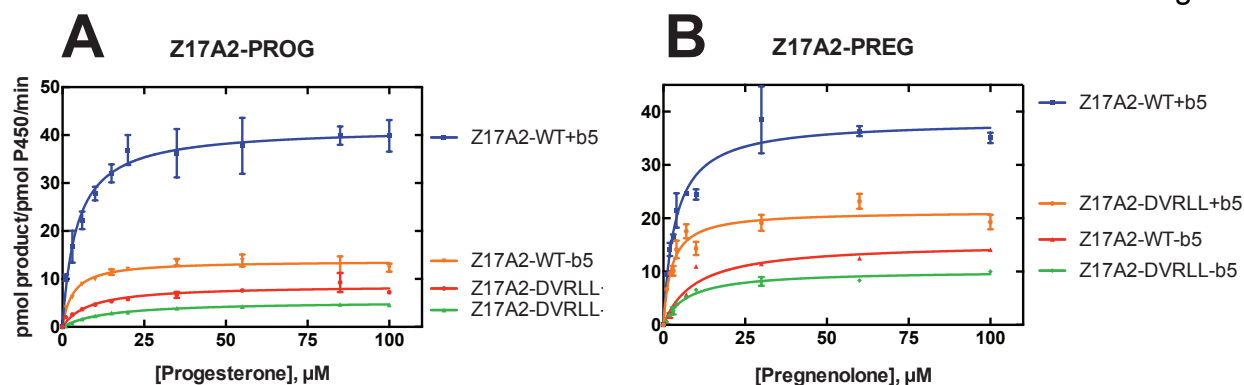 A
Z17A2-PROG
pmol product/pmol P450/min
50
40
30
20
10
0
0 25 50 75 100
[Progesterone], µM
Z17A2-WT+b5
Z17A2-WT-b5
Z17A2-DVRLL
Z17A2-DVRLL
B
Z17A2-PREG
40
30
20
10
0
0 25 50 75 100
[Pregnenolone], µM
Z17A2-WT+b5
Z17A2-DVRLL+b5
Z17A2-WT-b5
Z17A2-DVRLL-b5